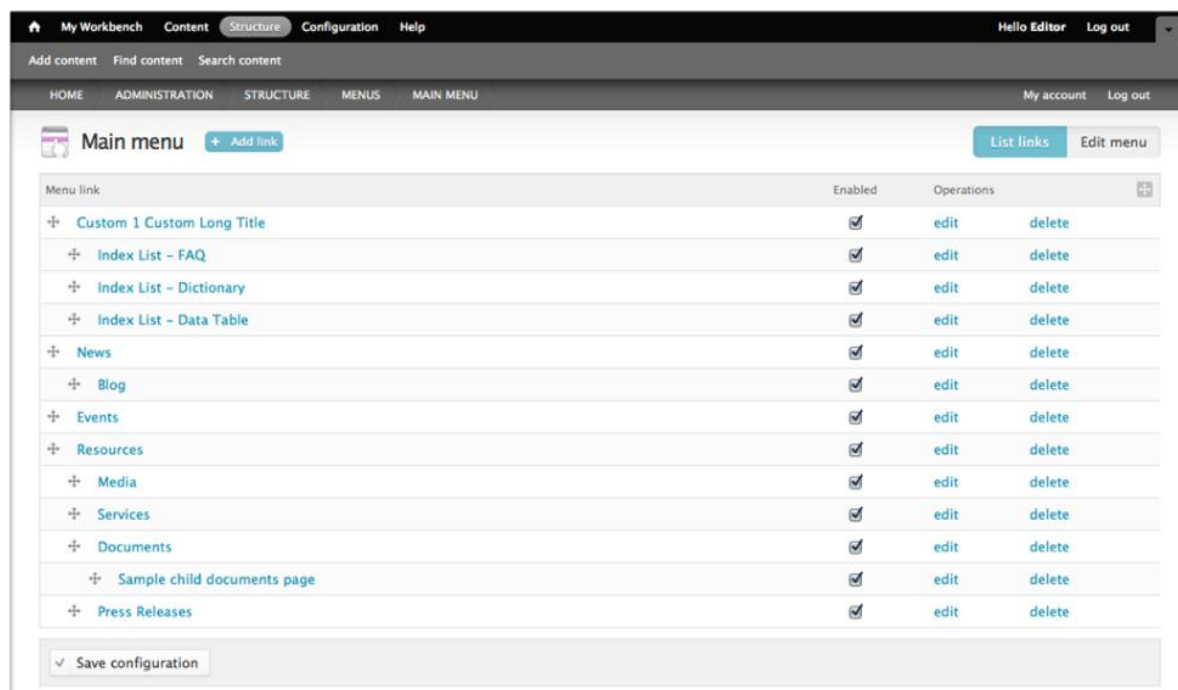 My Workbench Content Structure Configuration Help Hello Editor Log out
Add content Find content Search content
HOME ADMINISTRATION STRUCTURE MENUS MAIN MENU My account Log out
Main menu + Add link List links Edit menu
Menu link Enabled Operations
Custom 1 Custom Long Title edit delete
Index List – FAQ edit delete
Index List – Dictionary edit delete
Index List – Data Table edit delete
News edit delete
Blog edit delete
Events edit delete
Resources edit delete
Media edit delete
Services edit delete
Documents edit delete
Sample child documents page edit delete
Press Releases edit delete
Save configuration